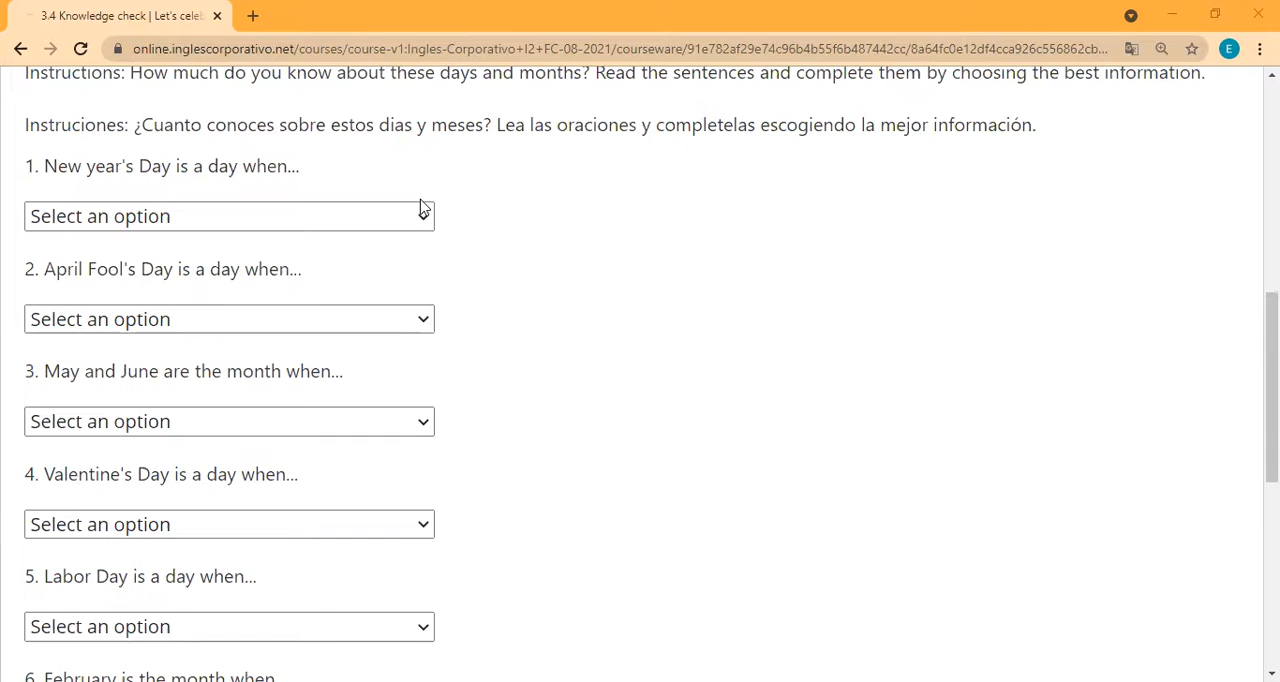 3.4 Knowledge check | Let's cele
online.inglescorporativo.net/courses/course-v1:Ingles-Corporativo+I2+FC-08-2021/courseware/91e782af29e74c96b4b55f6b487442cc/8a64fc0e12df4cca926c556862cb...
E
Instructions: How much do you know about these days and months? Read the sentences and complete them by choosing the best information.
Instruciones: ¿Cuanto conoces sobre estos dias y meses? Lea las oraciones y completelas escogiendo la mejor información.
1. New year's Day is a day when...
Select an option
2. April Fool's Day is a day when...
Select an option
3. May and June are the month when...
Select an option
4. Valentine's Day is a day when...
Select an option
5. Labor Day is a day when...
Select an option
6. February is the month when